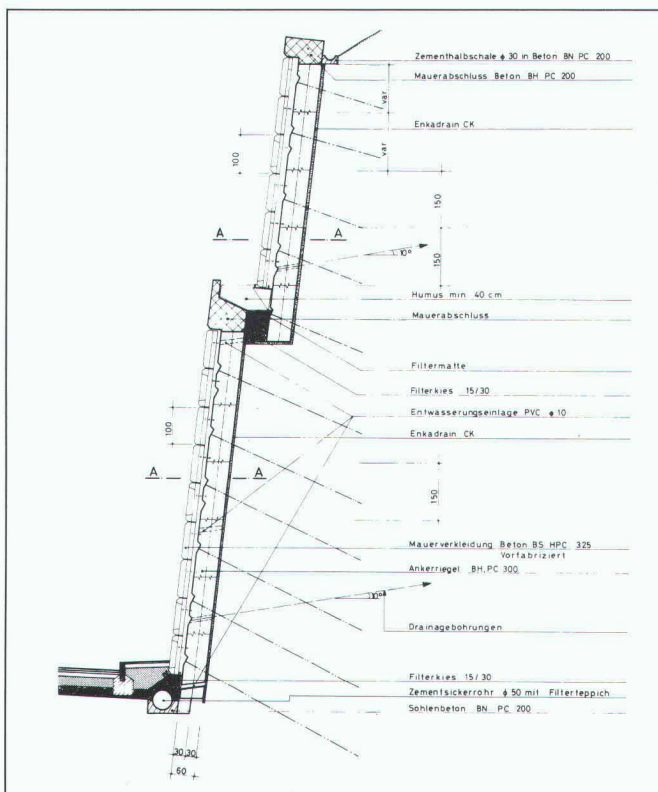 Zementhalbschale ϕ 30 in Beton BN PC 200
Mauerabschluss Beton BH PC 200
var
Enkadrain CK
100
var
150
A
A
150
10°
Humus min 40 cm
Mauerabschluss
Filtermatte
Filterkies 15/30
Entwasserungseinlage PVC ϕ 10
100
Enkadrain CK
A
A
150
Mauerverkleidung Beton BS HPC 325
Vorfabriziert
Ankerriegel BH, PC 300
10°
Drainagebohrungen
Filterkies 15/30
Zementsickerrohr ϕ 50 mit Filterteppich
Sohlenbeton BN PC 200
30 30
60